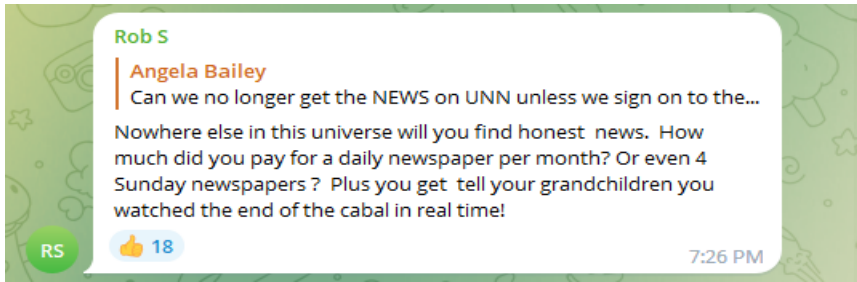 Rob S
Angela Bailey
Can we no longer get the NEWS on UNN unless we sign on to the...
Nowhere else in this universe will you find honest news. How
much did you pay for a daily newspaper per month? Or even 4
Sunday newspapers ? Plus you get tell your grandchildren you
watched the end of the cabal in real time!
RS
👍 18
7:26 PM